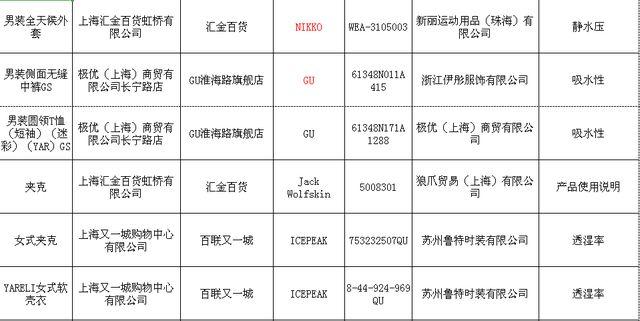 男装全天候外套 上海汇金百货虹桥有限公司 汇金百货 NIKKO WEA-3105003 新丽运动用品（珠海）有限公司 静水压
男装侧面无缝中裤GS 极优（上海）商贸有限公司长宁路店 GU淮海路旗舰店 GU 61348N011A415 浙江伊彤服饰有限公司 吸水性
男装圆领T恤（短袖）（迷彩）（YAR)GS 极优（上海）商贸有限公司长宁路店 GU淮海路旗舰店 GU 61348N171A1288 极优（上海）商贸有限公司 吸水性
夹克 上海汇金百货虹桥有限公司 汇金百货 Jack Wolfskin 5008301 狼爪贸易（上海）有限公司 产品使用说明
女式夹克 上海又一城购物中心有限公司 百联又一城 ICEPEAK 753232507QU 苏州鲁特时装有限公司 透湿率
YARELI女式软壳衣 上海又一城购物中心有限公司 百联又一城 ICEPEAK 8-44-924-969QU 苏州鲁特时装有限公司 透湿率